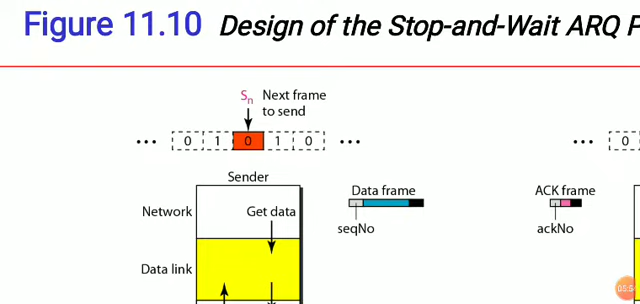 Figure 11.10 Design of the Stop-and-Wait ARQ P
Sn Next frame
to send
••• 0 1 0 1 0 ••• ••• 0
Sender
Data frame ACK frame
Network Get data
seqNo ackNo
Data link